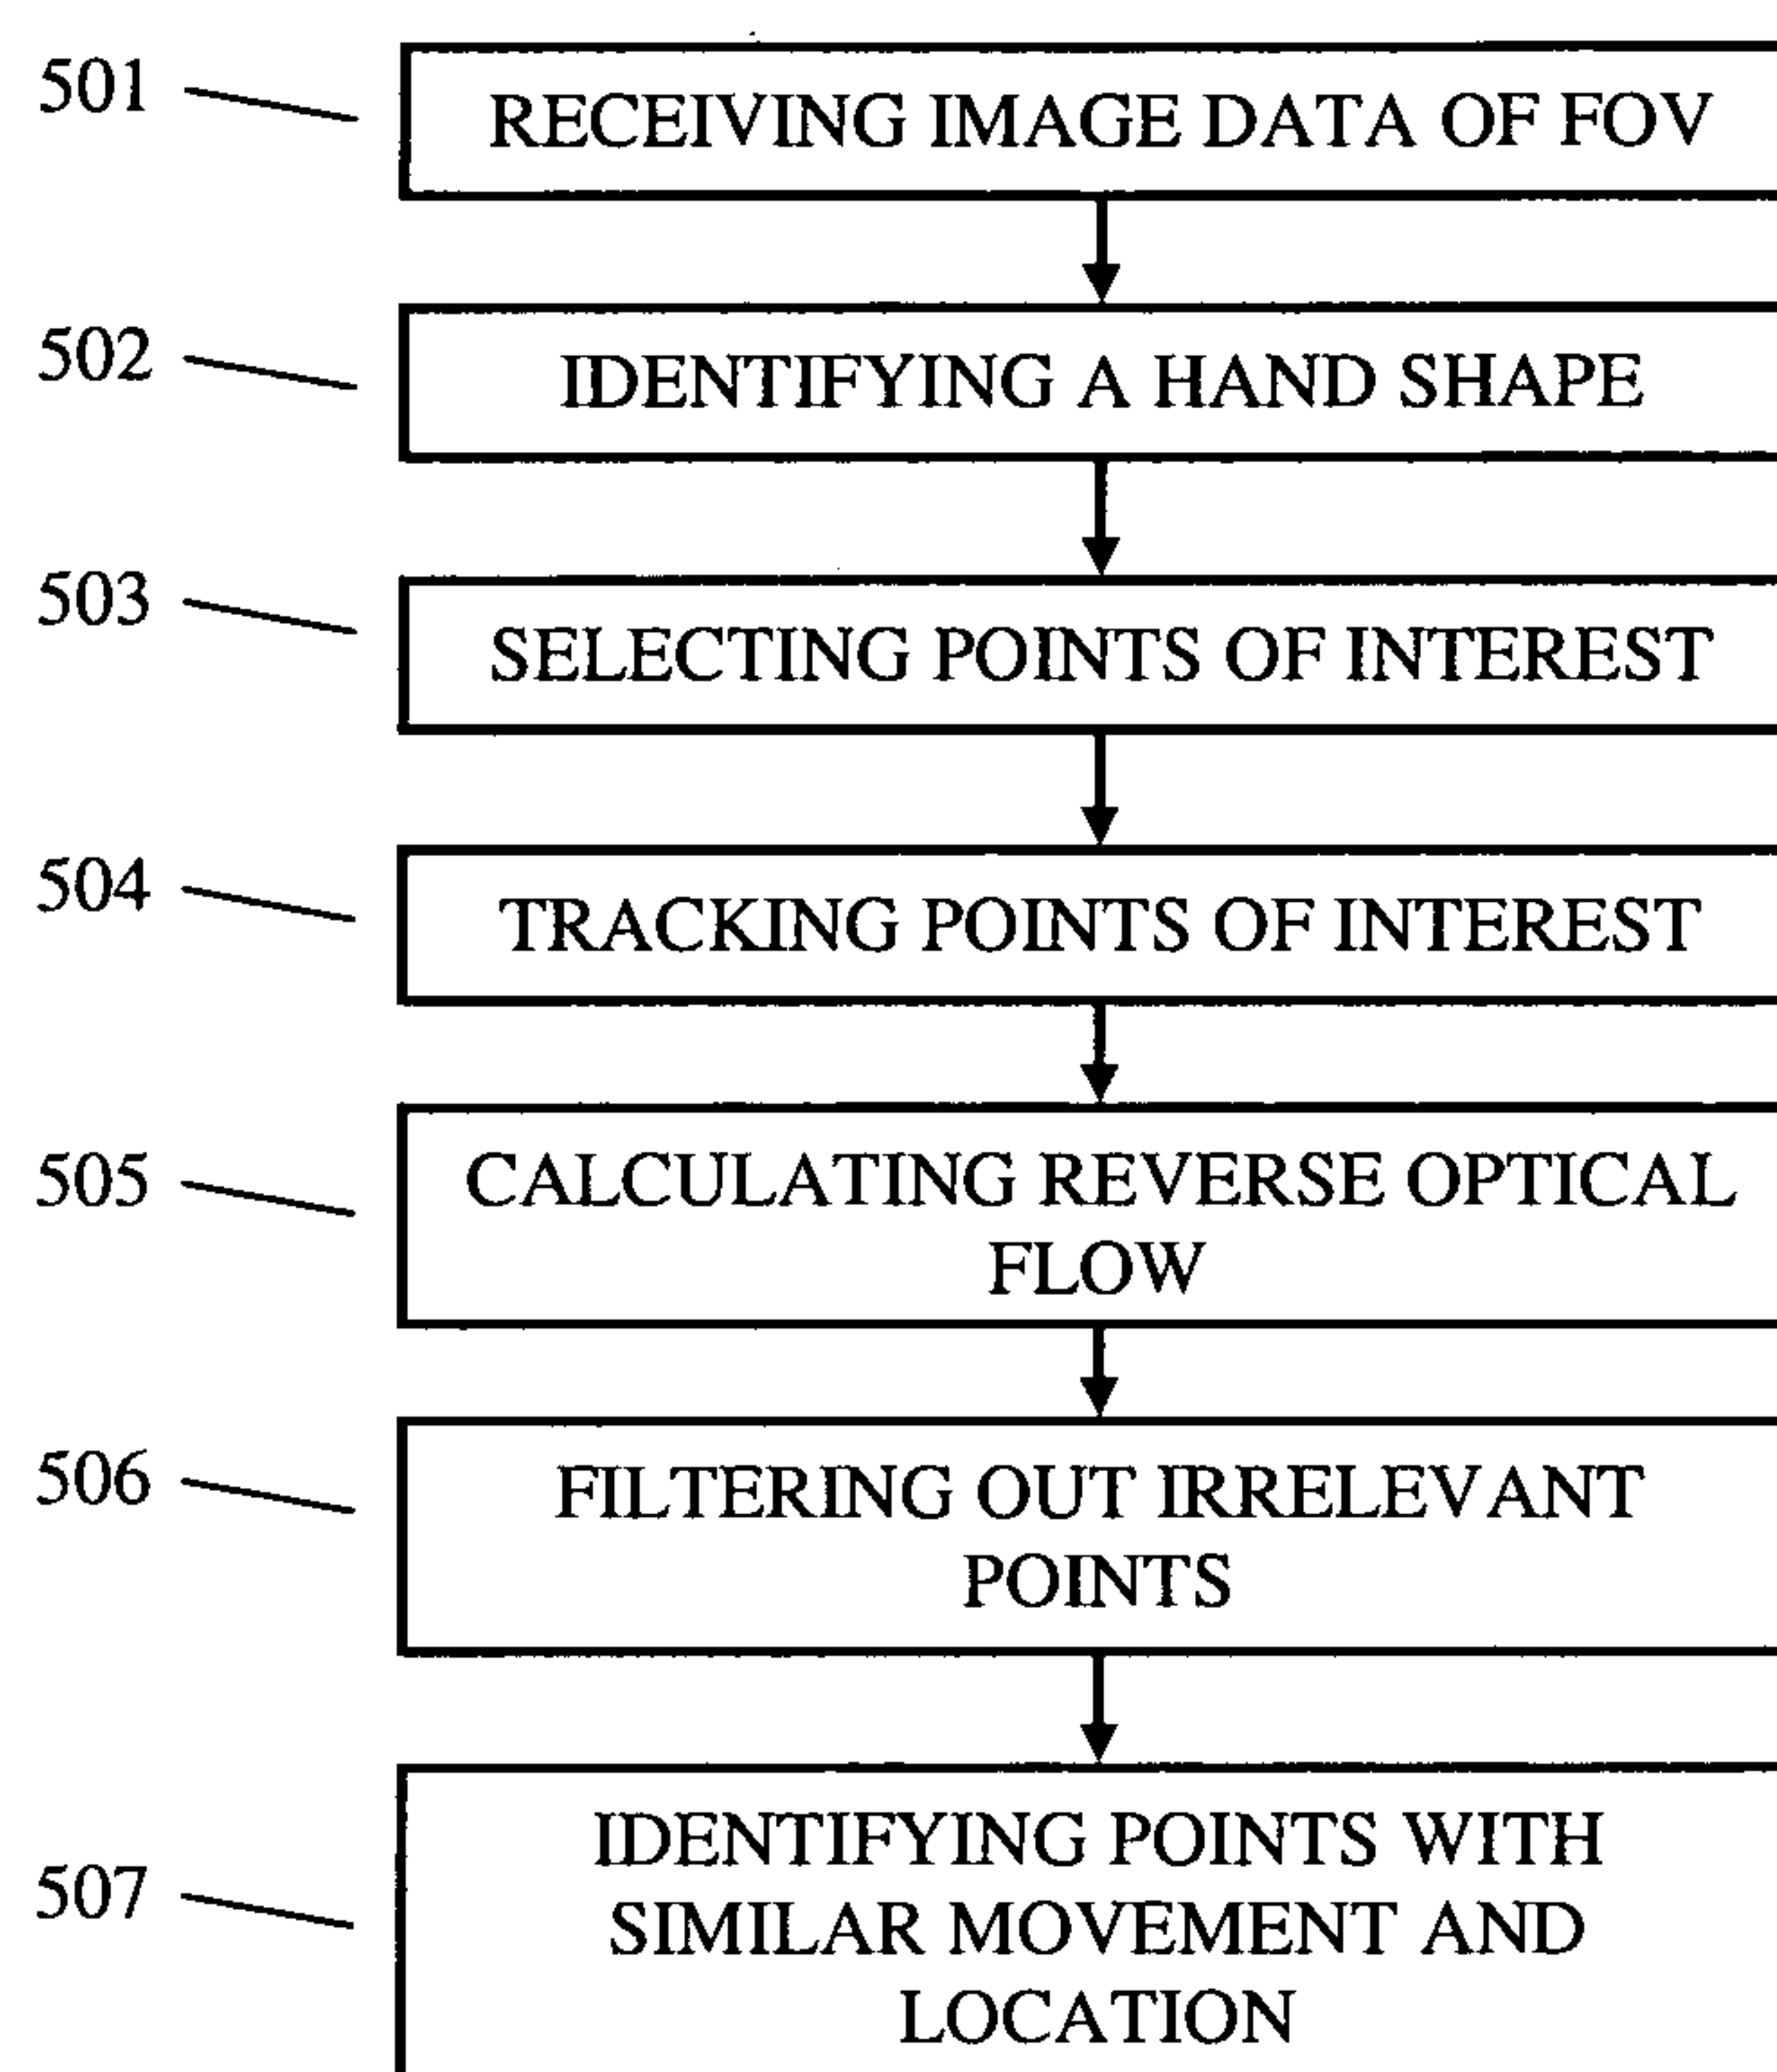 501
RECEIVING IMAGE DATA OF FOV
502
IDENTIFYING A HAND SHAPE
503
SELECTING POINTS OF INTEREST
504
TRACKING POINTS OF INTEREST
505
CALCULATING REVERSE OPTICAL
FLOW
506
FILTERING OUT IRRELEVANT
POINTS
507
IDENTIFYING POINTS WITH
SIMILAR MOVEMENT AND
LOCATION